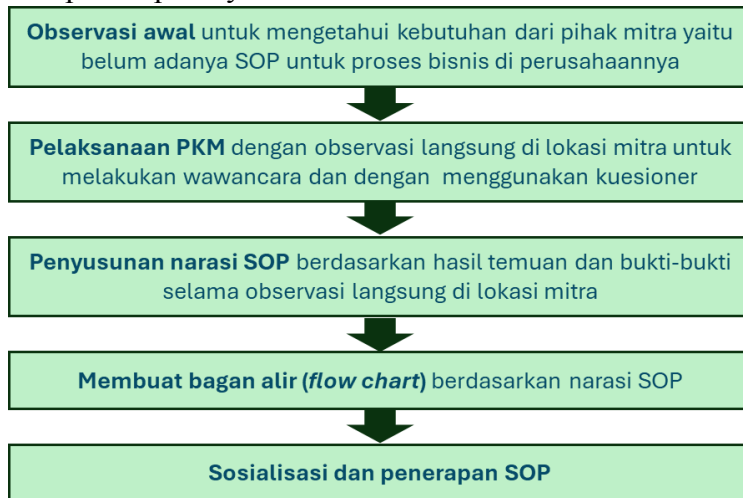 Observasi awal untuk mengetahui kebutuhan dari pihak mitra yaitu
belum adanya SOP untuk proses bisnis di perusahaannya
Pelaksanaan PKM dengan observasi langsung di lokasi mitra untuk
melakukan wawancara dan dengan menggunakan kuesioner
Penyusunan narasi SOP berdasarkan hasil temuan dan bukti-bukti
selama observasi langsung di lokasi mitra
Membuat bagan alir (flow chart) berdasarkan narasi SOP
Sosialisasi dan penerapan SOP